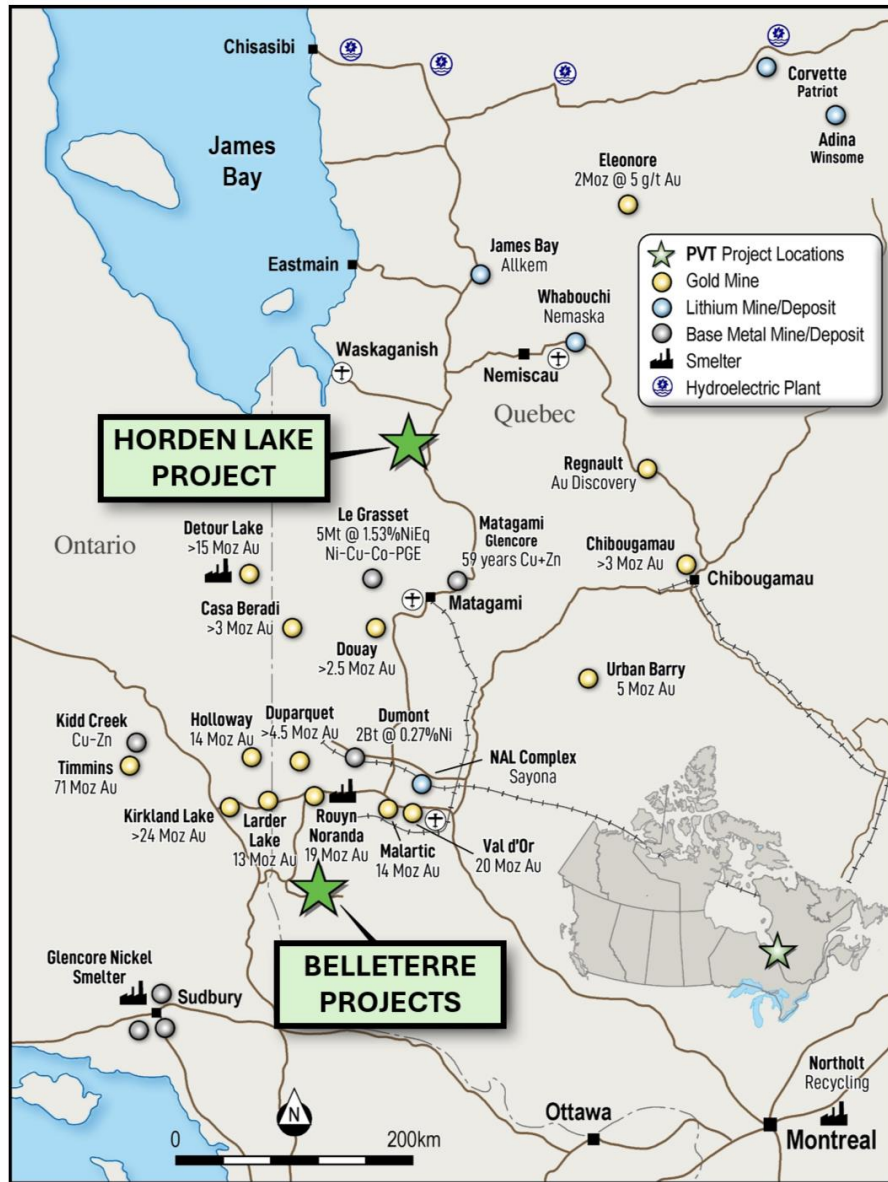 Chisasibi
Corvette
Patriot
James
Bay
Adina
Winsome
Eleonore
2Moz @ 5 g/t Au
PVT Project Locations
Gold Mine
Lithium Mine/Deposit
Base Metal Mine/Deposit
Smelter
Hydroelectric Plant
James Bay
Allkem
Eastmain
Whabouchi
Nemaska
Waskaganish
Nemiscau
Quebec
HORDEN LAKE
PROJECT
Regnault
Au Discovery
Ontario
Detour Lake
>15 Moz Au
Le Grasset
5Mt @ 1.53%NiEq
Ni-Cu-Co-PGE
Matagami
Glencore
59 years Cu+Zn
Chibougamau
>3 Moz Au
Chibougamau
Matagami
Casa Beradi
>3 Moz Au
Douay
>2.5 Moz Au
Urban Barry
5 Moz Au
Kidd Creek
Cu-Zn
Timmins
71 Moz Au
Holloway
14 Moz Au
Duparquet
>4.5 Moz Au
Dumont
2Bt @ 0.27%Ni
NAL Complex
Sayona
Kirkland Lake
>24 Moz Au
Larder
Lake
13 Moz Au
Rouyn
Noranda
19 Moz Au
Malartic
14 Moz Au
Val d'Or
20 Moz Au
BELLETERRE
PROJECTS
Glencore Nickel
Smelter
Sudbury
Northolt
Recycling
N
Ottawa
Montreal
0 200km